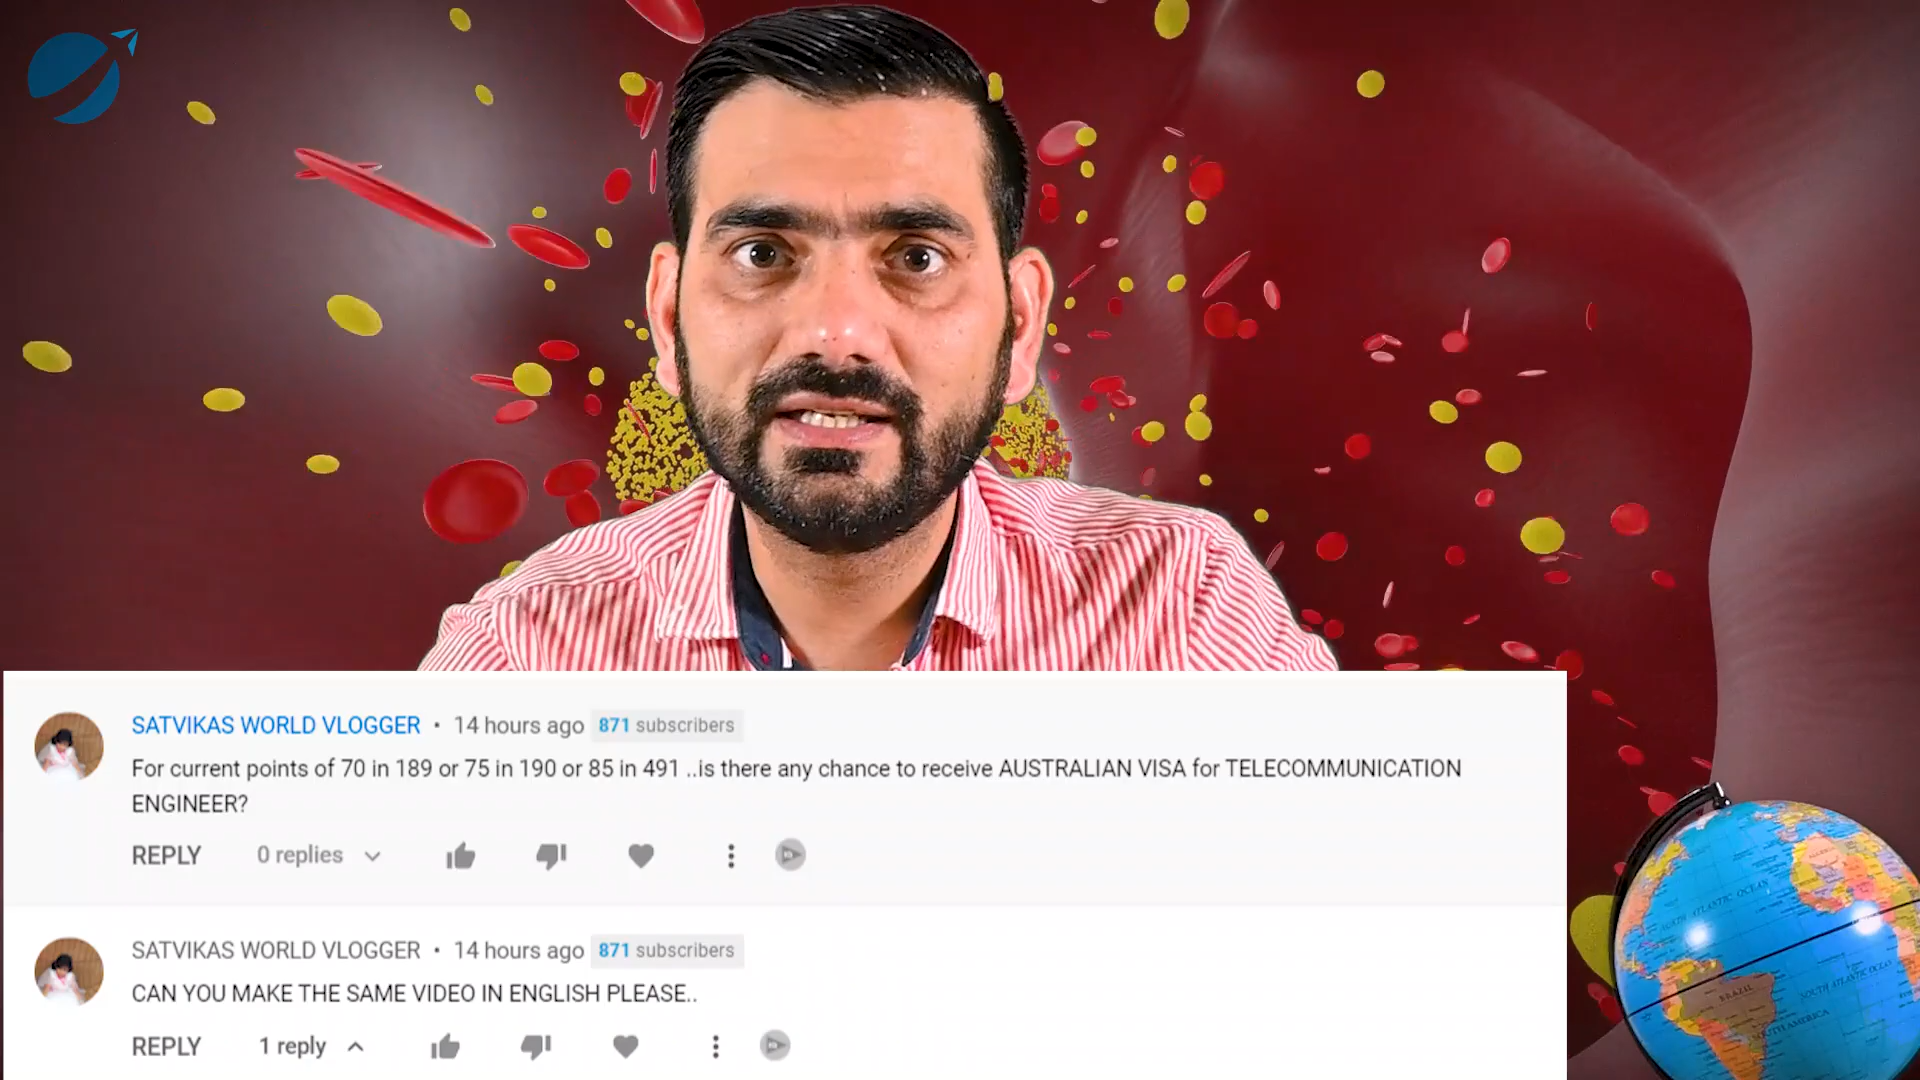 SATVIKAS WORLD VLOGGER • 14 hours ago 871 subscribers
For current points of 70 in 189 or 75 in 190 or 85 in 491 ..is there any chance to receive AUSTRALIAN VISA for TELECOMMUNICATION
ENGINEER?
REPLY 0 replies
SATVIKAS WORLD VLOGGER • 14 hours ago 871 subscribers
CAN YOU MAKE THE SAME VIDEO IN ENGLISH PLEASE..
REPLY 1 reply
BRAZIL
SOUTH AMERICA